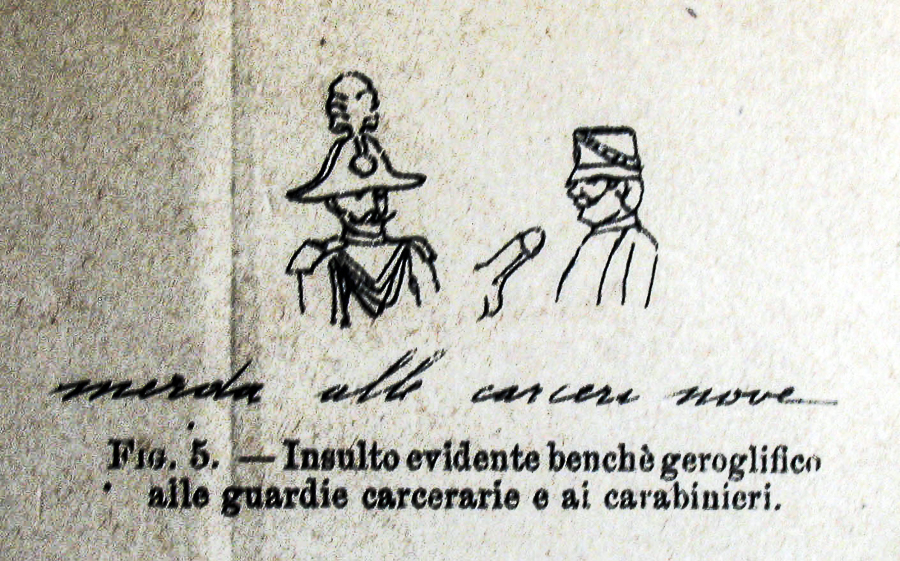 merda alle carceri nove
FIG. 5. — Insulto evidente benchè geroglifico
alle guardie carcerarie e ai carabinieri.